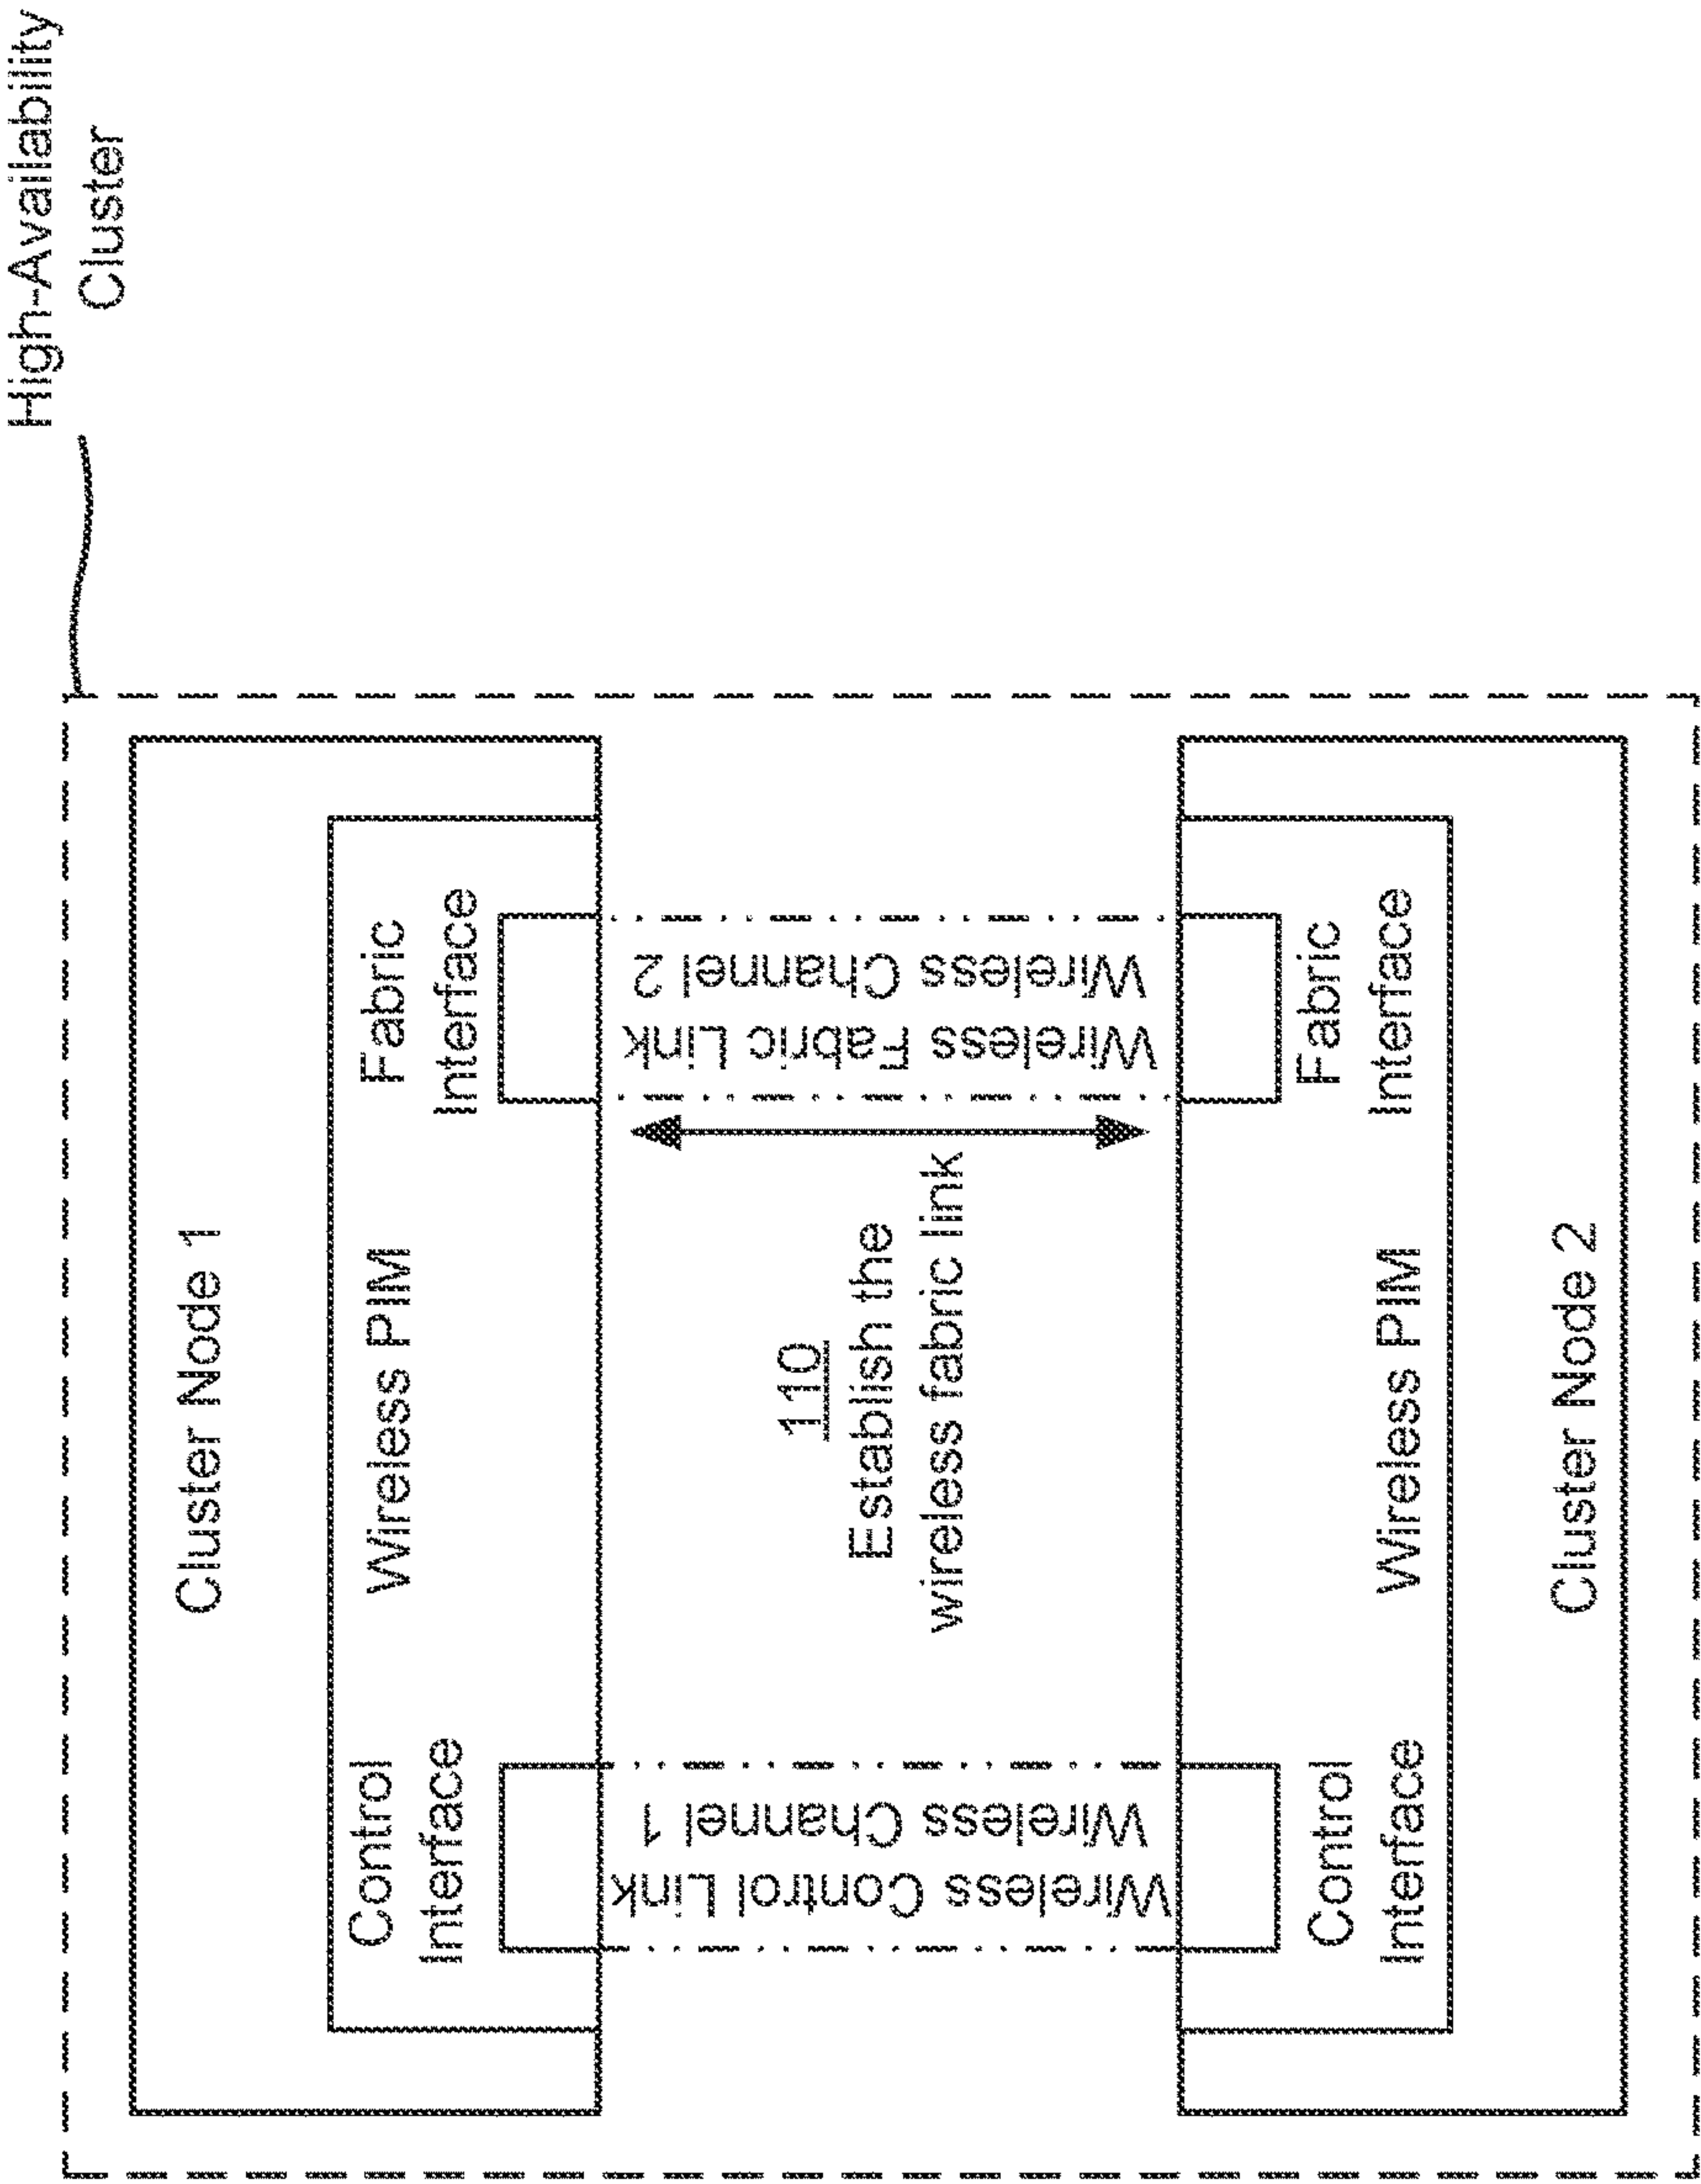 High-Availability
Cluster
Cluster Node 1
Control
Interface
Wireless PIM
Fabric
Interface
Wireless Control Link
Wireless Channel 1
110
Establish the
wireless fabric link
Wireless Fabric Link
Wireless Channel 2
Control
Interface
Wireless PIM
Fabric
Interface
Cluster Node 2